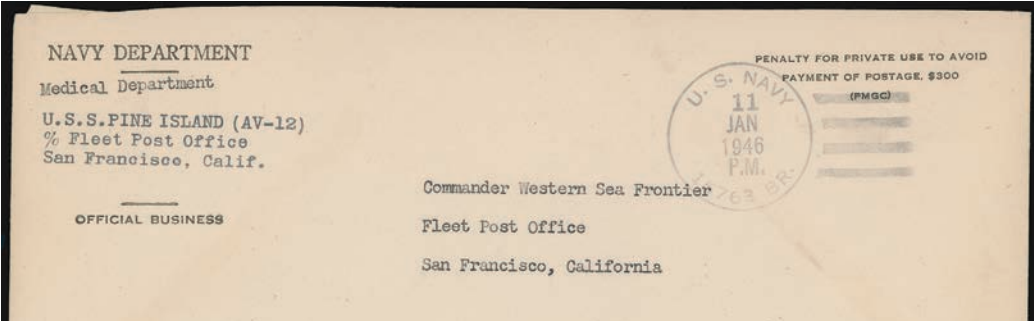 NAVY DEPARTMENT
Medical Department
U.S.S.PINE ISLAND (AV-12)
% Fleet Post Office
San Francisco, Calif.
OFFICIAL BUSINESS
PENALTY FOR PRIVATE USE TO AVOID
PAYMENT OF POSTAGE, $300
(PMGC)
U. S. NAVY
11
JAN
1946
P.M.
BR.
Commander Western Sea Frontier
Fleet Post Office
San Francisco, California